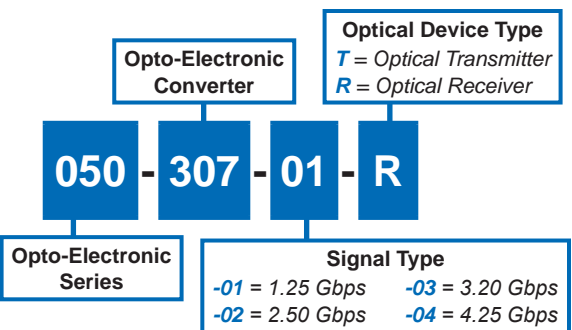 Optical Device Type
T = Optical Transmitter
R = Optical Receiver
Opto-Electronic
Converter
050 - 307 - 01 - R
Opto-Electronic
Series
Signal Type
-01 = 1.25 Gbps -03 = 3.20 Gbps
-02 = 2.50 Gbps -04 = 4.25 Gbps